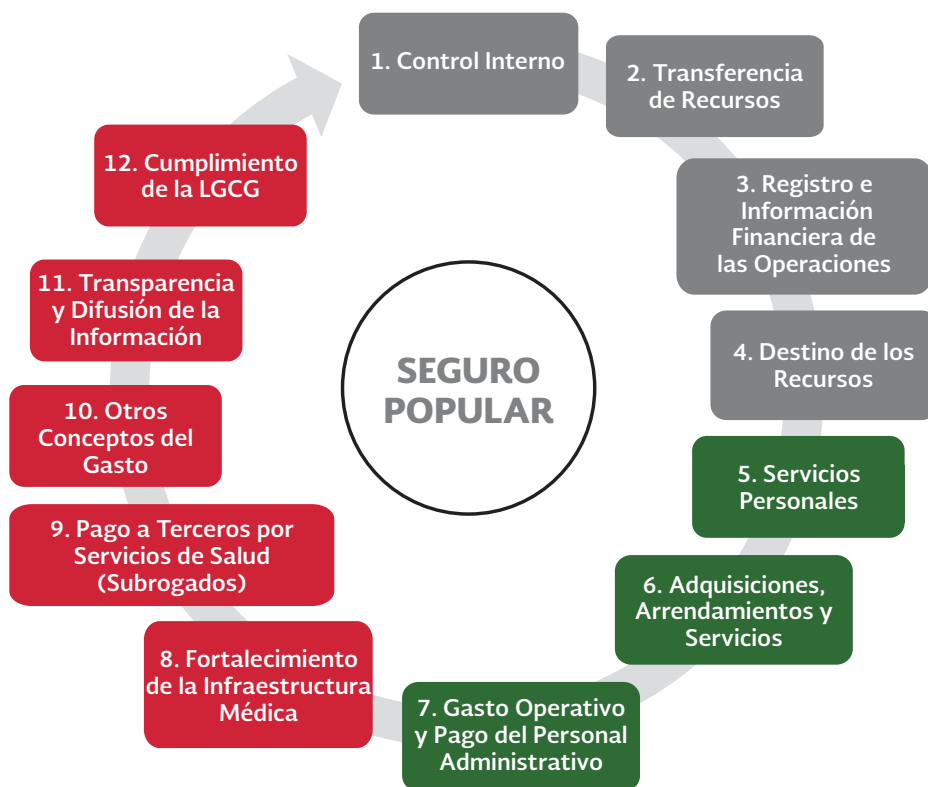 1. Control Interno
2. Transferencia
de Recursos
3. Registro e
Información
Financiera de
las Operaciones
4. Destino de los
Recursos
5. Servicios
Personales
6. Adquisiciones,
Arrendamientos y
Servicios
7. Gasto Operativo
y Pago del Personal
Administrativo
8. Fortalecimiento
de la Infraestructura
Médica
9. Pago a Terceros por
Servicios de Salud
(Subrogados)
10. Otros
Conceptos del
Gasto
11. Transparencia
y Difusión de la
Información
12. Cumplimiento
de la LGCG
SEGURO
POPULAR